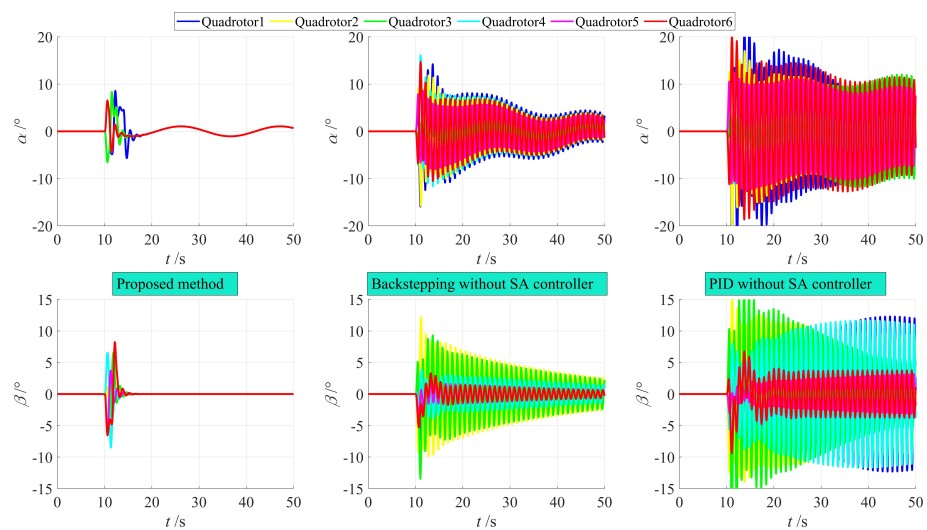 Quadrotor1 Quadrotor2 Quadrotor3 Quadrotor4 Quadrotor5 Quadrotor6
20 20 20
10 10 10
α /° 0 α /° 0 α /° 0
-10 -10 -10
-20 -20 -20
0 10 20 30 40 50 0 10 20 30 40 50 0 10 20 30 40 50
t /s t /s t /s
Proposed method Backstepping without SA controller PID without SA controller
15 15 15
10 10 10
5 5 5
β /° 0 β /° 0 β /° 0
-5 -5 -5
-10 -10 -10
-15 -15 -15
0 10 20 30 40 50 0 10 20 30 40 50 0 10 20 30 40 50
t /s t /s t /s